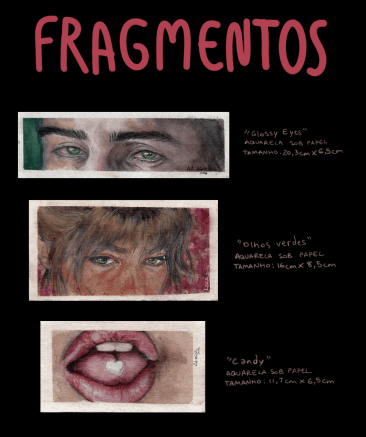 FRAGMENTOS
"Glossy Eyes"
AQUARELA SOB PAPEL
TAMANHO: 20,3cm X 6,5cm
"Olhos verdes"
AQUARELA SOB PAPEL
TAMANHO: 16cm X 8,5cm
"Candy"
AQUARELA SOB PAPEL
TAMANHO: 11,7cm X 6,5cm